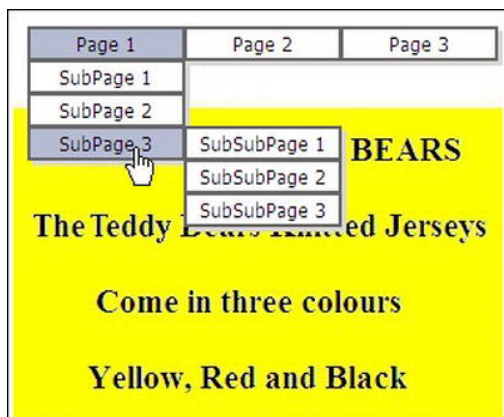 Page 1 Page 2 Page 3
SubPage 1
SubPage 2
SubPage 3 SubSubPage 1 BEARS
SubSubPage 2
SubSubPage 3
The Teddy Jerseys
Come in three colours
Yellow, Red and Black